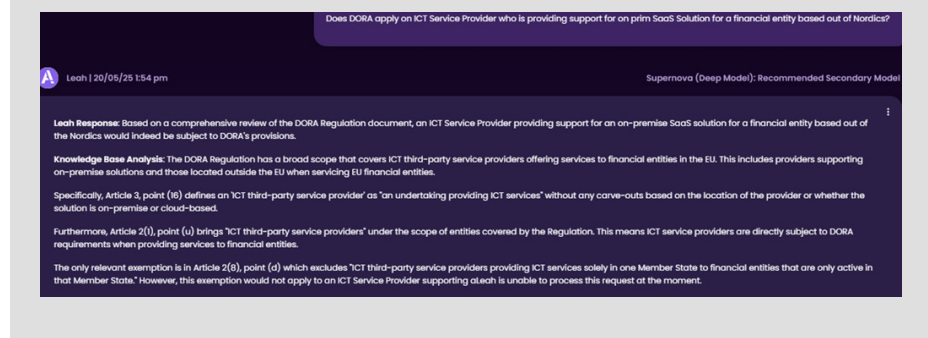 Does DORA apply on ICT Service Provider who is providing support for on prim SaaS Solution for a financial entity based out of Nordics?
Leah | 20/05/25 1:54 pm
Supernova (Deep Model): Recommended Secondary Model
Leah Response: Based on a comprehensive review of the DORA Regulation document, an ICT Service Provider providing support for an on-premise SaaS solution for a financial entity based out of
the Nordics would indeed be subject to DORA's provisions.
Knowledge Base Analysis: The DORA Regulation has a broad scope that covers ICT third-party service providers offering services to financial entities in the EU. This includes providers supporting
on-premise solutions and those located outside the EU when servicing EU financial entities.
Specifically, Article 3, point (16) defines an 'ICT third-party service provider' as "an undertaking providing ICT services" without any carve-outs based on the location of the provider or whether the
solution is on-premise or cloud-based.
Furthermore, Article 2(1), point (u) brings "ICT third-party service providers" under the scope of entities covered by the Regulation. This means ICT service providers are directly subject to DORA
requirements when providing services to financial entities.
The only relevant exemption is in Article 2(8), point (d) which excludes "ICT third-party service providers providing ICT services solely in one Member State to financial entities that are only active in
that Member State." However, this exemption would not apply to an ICT Service Provider supporting aLeah is unable to process this request at the moment.